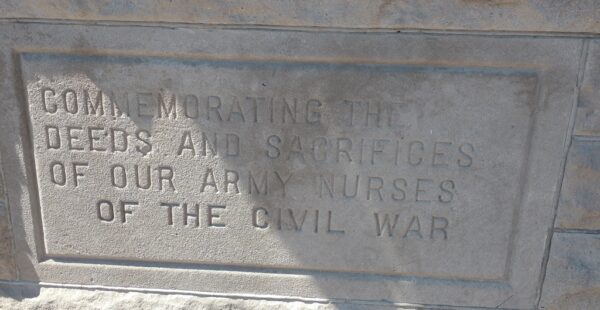 COMMEMORATING THE
DEEDS AND SACRIFICES
OF OUR ARMY NURSES
OF THE CIVIL WAR